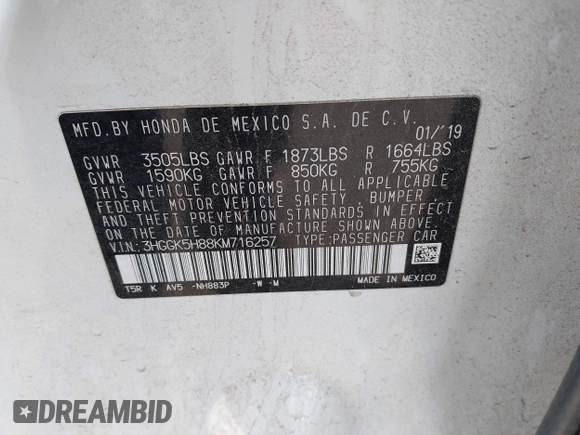 MFD. BY HONDA DE MEXICO S.A. DE C.V.
01/'19
GVWR 3505LBS GAWR F 1873LBS R 1664LBS
GVWR 1590KG GAWR F 850KG R 755KG
THIS VEHICLE CONFORMS TO ALL APPLICABLE
FEDERAL MOTOR VEHICLE SAFETY, BUMPER,
AND THEFT PREVENTION STANDARDS IN EFFECT
ON THE DATE OF MANUFACTURE SHOWN ABOVE.
V.I.N: 3HGGK5H88KM716257 TYPE: PASSENGER CAR
T5R K AV5 -NH883P -W -M MADE IN MEXICO
DREAMBID